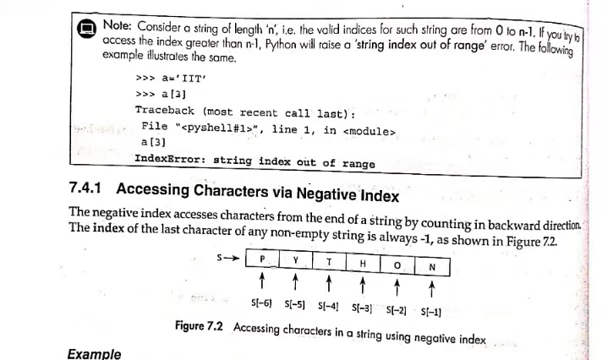 Note: Consider a string of length 'n', i.e. the valid indices for such string are from 0 to n-1. If you try to
access the index greater than n-1, Python will raise a 'string index out of range' error. The following
example illustrates the same.
>>> a='IIT'
>>> a[3]
Traceback (most recent call last):
File "<pyshell#1>", line 1, in <module>
a[3]
IndexError: string index out of range
7.4.1 Accessing Characters via Negative Index
The negative index accesses characters from the end of a string by counting in backward direction.
The index of the last character of any non-empty string is always -1, as shown in Figure 7.2.
S→ P Y T H O N
S[-6] S[-5] S[-4] S[-3] S[-2] S[-1]
Figure 7.2 Accessing characters in a string using negative index
Example